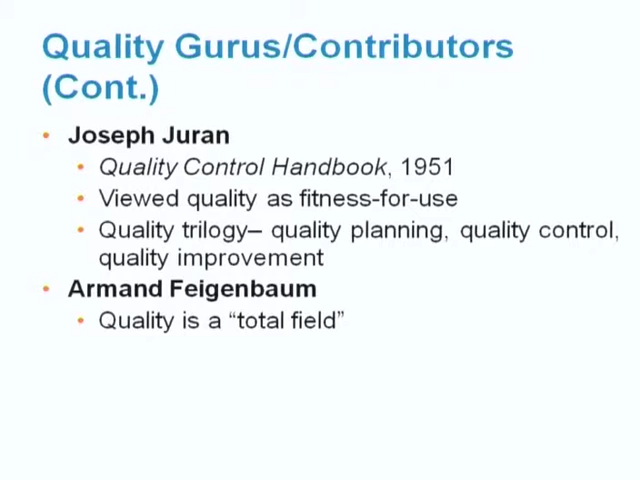 Quality Gurus/Contributors
(Cont.)
• Joseph Juran
• Quality Control Handbook, 1951
• Viewed quality as fitness-for-use
• Quality trilogy– quality planning, quality control,
quality improvement
• Armand Feigenbaum
• Quality is a “total field”